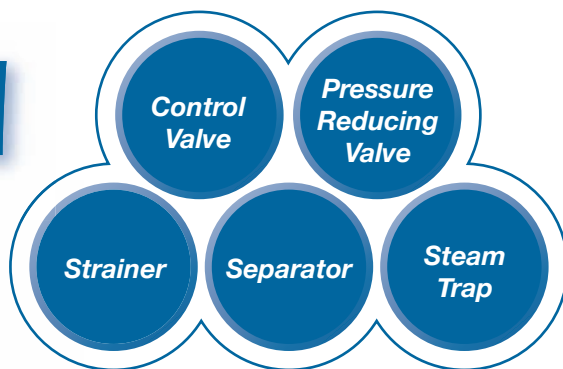 Control
Valve
Pressure
Reducing
Valve
Strainer
Separator
Steam
Trap